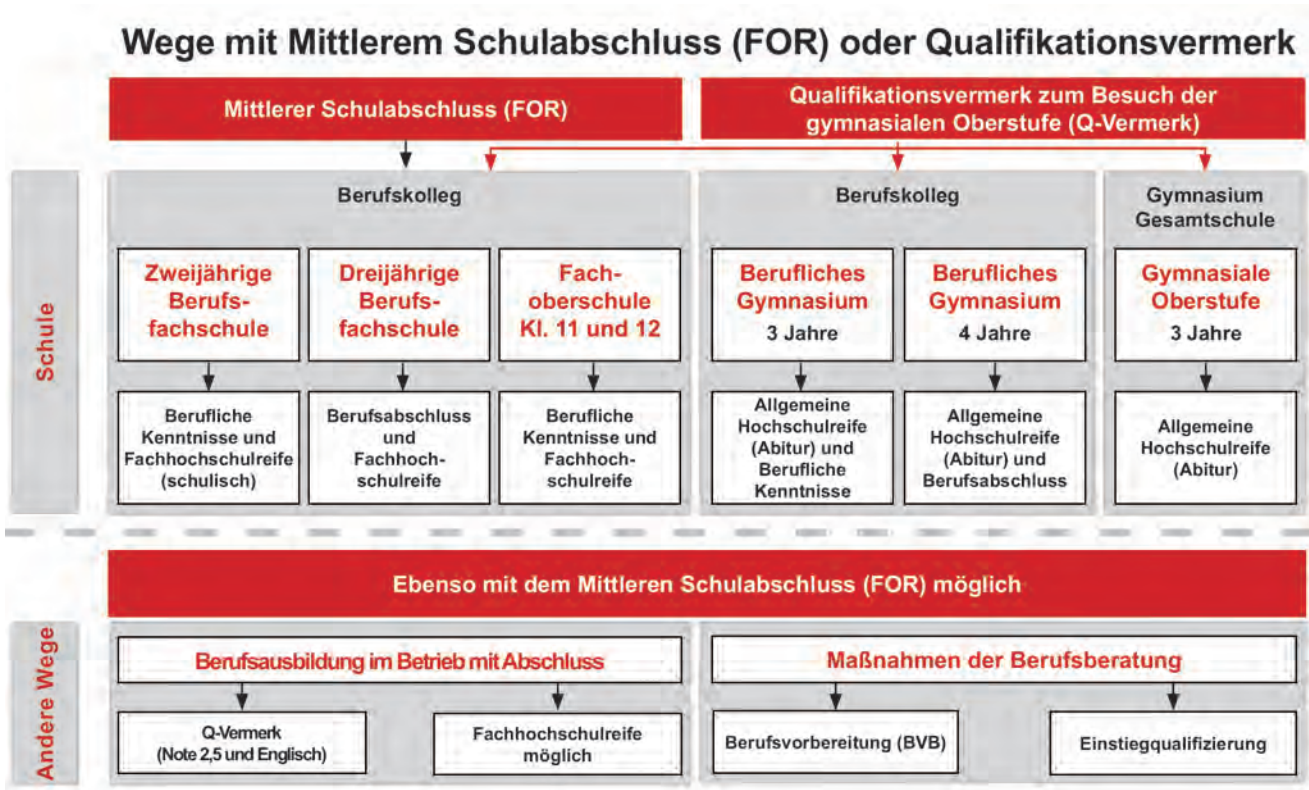 Wege mit Mittlerem Schulabschluss (FOR) oder Qualifikationsvermerk
Mittlerer Schulabschluss (FOR)
Qualifikationsvermerk zum Besuch der
gymnasialen Oberstufe (Q-Vermerk)
Schule
Berufskolleg
Zweijährige
Berufs-
fachschule
Dreijährige
Berufs-
fachschule
Fach-
oberschule
Kl. 11 und 12
Berufliche
Kenntnisse und
Fachhochschulreife
(schulisch)
Berufsabschluss
und
Fachhoch-
schulreife
Berufliche
Kenntnisse und
Fachhoch-
schulreife
Berufskolleg
Berufliches
Gymnasium
3 Jahre
Berufliches
Gymnasium
4 Jahre
Allgemeine
Hochschulreife
(Abitur) und
Berufliche
Kenntnisse
Allgemeine
Hochschulreife
(Abitur) und
Berufsabschluss
Gymnasium
Gesamtschule
Gymnasiale
Oberstufe
3 Jahre
Allgemeine
Hochschulreife
(Abitur)
Ebenso mit dem Mittleren Schulabschluss (FOR) möglich
Andere Wege
Berufsausbildung im Betrieb mit Abschluss
Q-Vermerk
(Note 2,5 und Englisch)
Fachhochschulreife
möglich
Maßnahmen der Berufsberatung
Berufsvorbereitung (BVB)
Einstiegqualifizierung